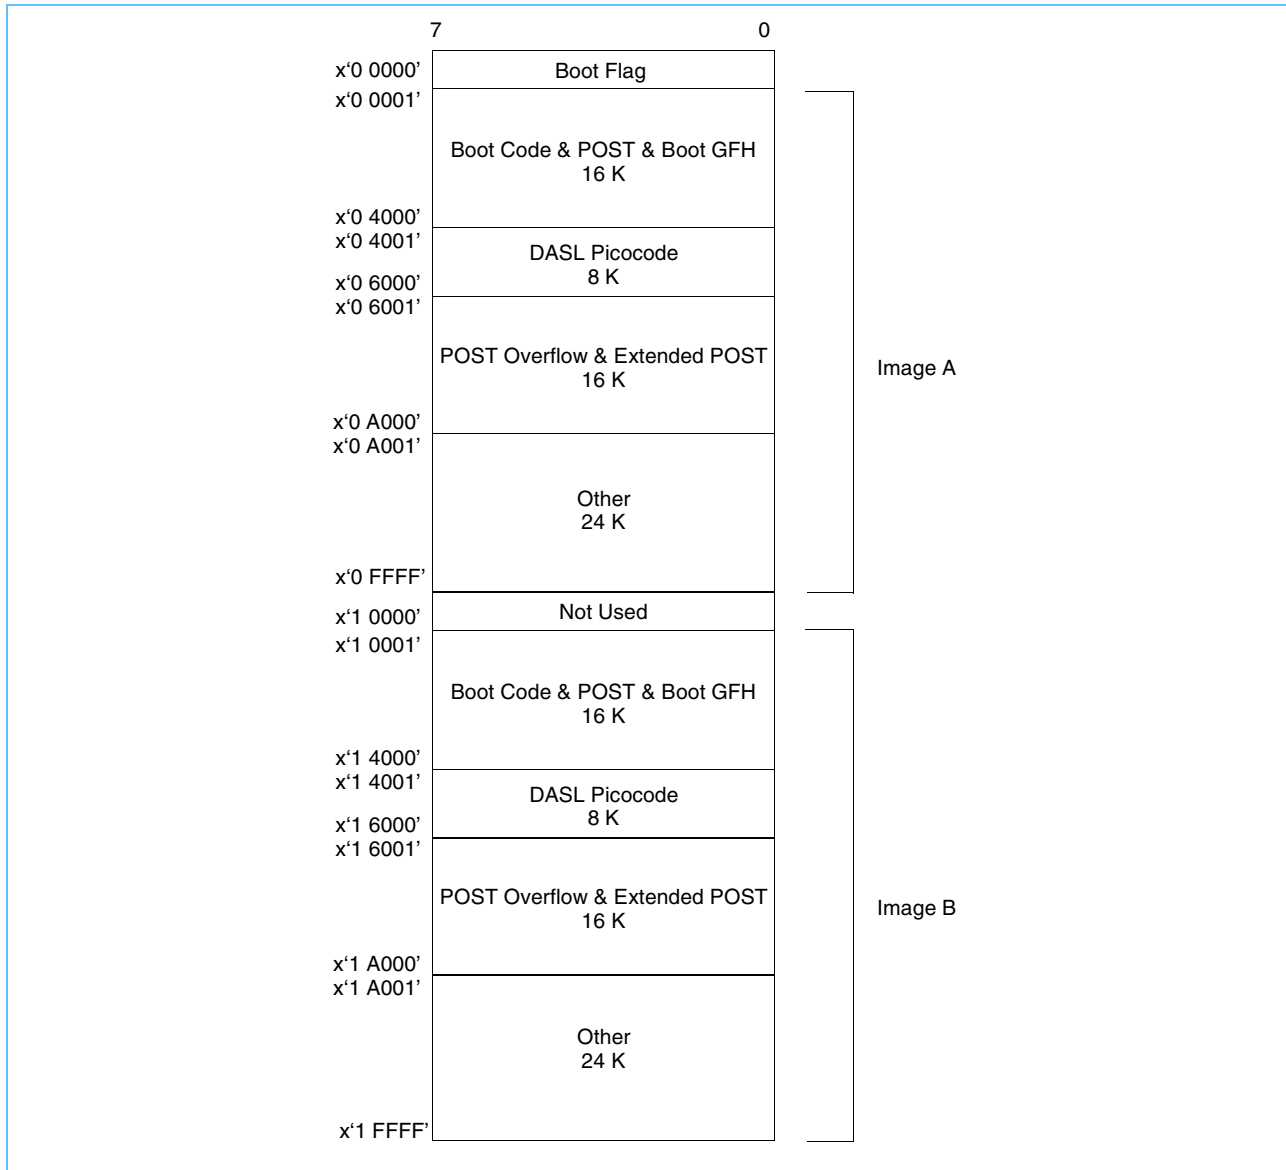 7 0
x‘0 0000’ Boot Flag
x‘0 0001’
Boot Code & POST & Boot GFH
16 K
x‘0 4000’
x‘0 4001’
DASL Picocode
8 K
x‘0 6000’
x‘0 6001’
POST Overflow & Extended POST
16 K
Image A
x‘0 A000’
x‘0 A001’
Other
24 K
x‘0 FFFF’
x‘1 0000’ Not Used
x‘1 0001’
Boot Code & POST & Boot GFH
16 K
x‘1 4000’
x‘1 4001’
DASL Picocode
8 K
x‘1 6000’
x‘1 6001’
POST Overflow & Extended POST
16 K
Image B
x‘1 A000’
x‘1 A001’
Other
24 K
x‘1 FFFF’